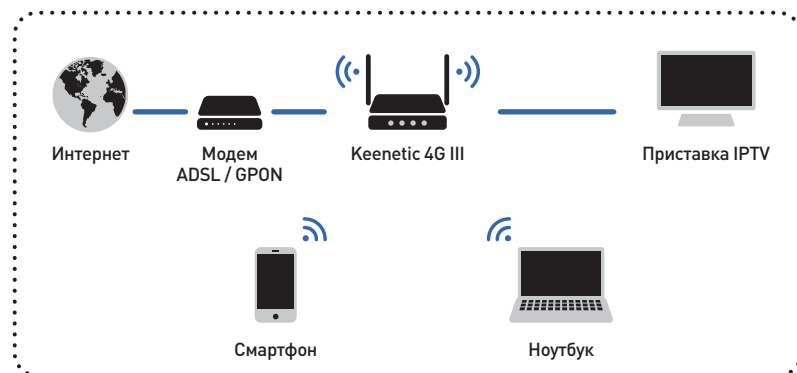 Интернет
Модем
ADSL / GPON
Keenetic 4G III
Приставка IPTV
Смартфон
Ноутбук